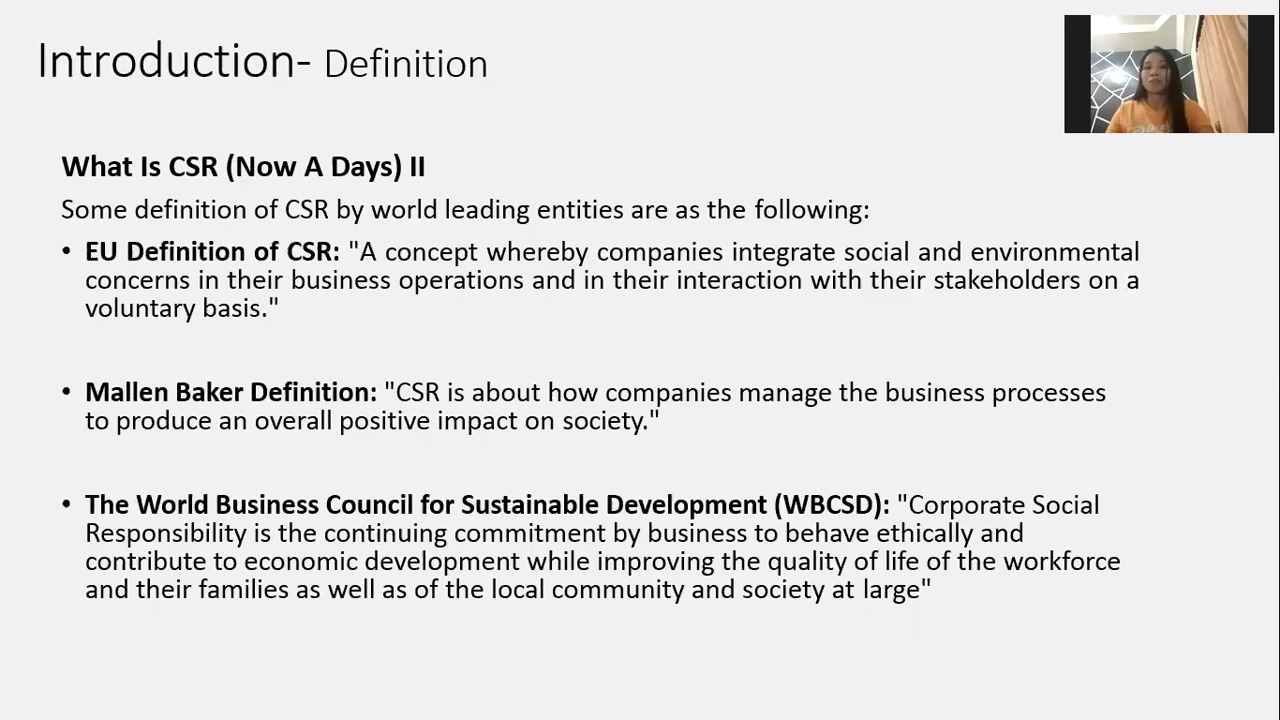 Introduction- Definition
What Is CSR (Now A Days) II
Some definition of CSR by world leading entities are as the following:
• EU Definition of CSR: "A concept whereby companies integrate social and environmental
concerns in their business operations and in their interaction with their stakeholders on a
voluntary basis."
• Mallen Baker Definition: "CSR is about how companies manage the business processes
to produce an overall positive impact on society."
• The World Business Council for Sustainable Development (WBCSD): "Corporate Social
Responsibility is the continuing commitment by business to behave ethically and
contribute to economic development while improving the quality of life of the workforce
and their families as well as of the local community and society at large"